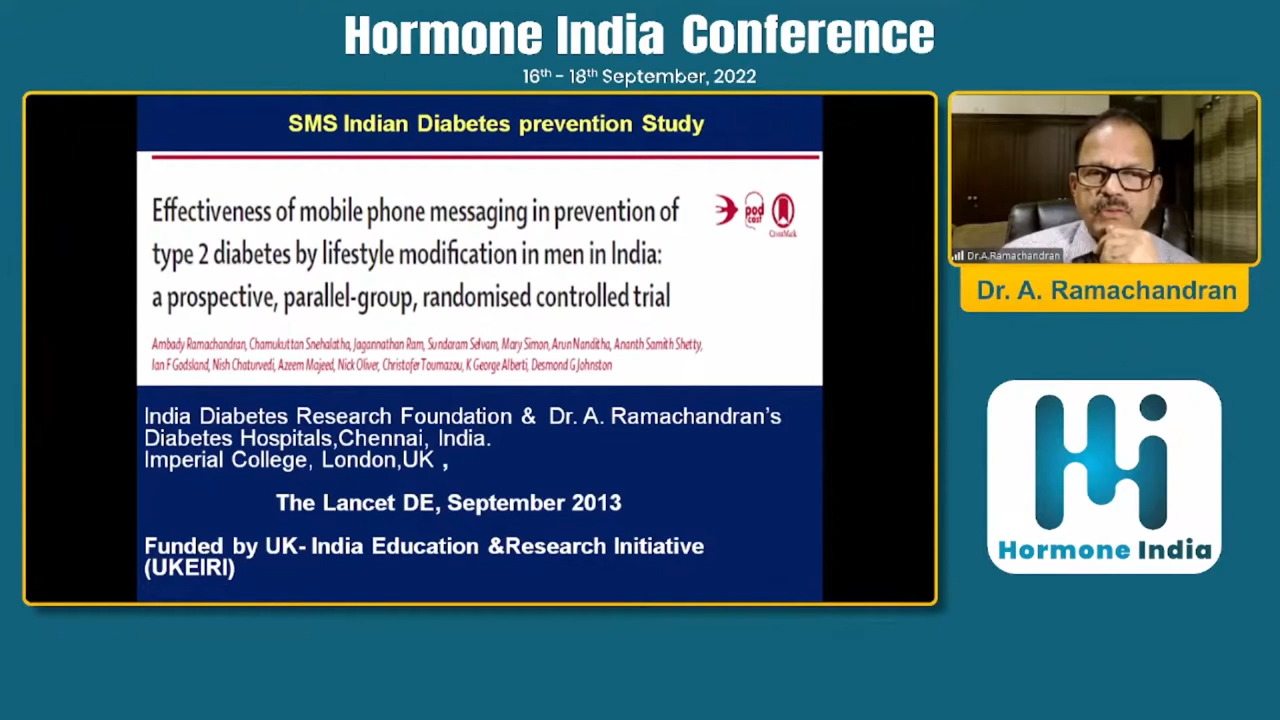 Hormone India Conference
16th - 18th September, 2022
SMS Indian Diabetes prevention Study
Effectiveness of mobile phone messaging in prevention of
type 2 diabetes by lifestyle modification in men in India:
a prospective, parallel-group, randomised controlled trial
pod
cast
CrossMark
Ambady Ramachandran, Chamukuttan Snehalatha, Jagannathan Ram, Sundaram Selvam, Mary Simon, Arun Nanditha, Ananth Samith Shetty,
Ian F Godsland, Nish Chaturvedi, Azeem Majeed, Nick Oliver, Christofer Toumazou, K George Alberti, Desmond G Johnston
India Diabetes Research Foundation & Dr. A. Ramachandran's
Diabetes Hospitals,Chennai, India.
Imperial College, London,UK ,
The Lancet DE, September 2013
Funded by UK- India Education &Research Initiative
(UKEIRI)
Dr.A.Ramachandran
Dr. A. Ramachandran
Hormone India